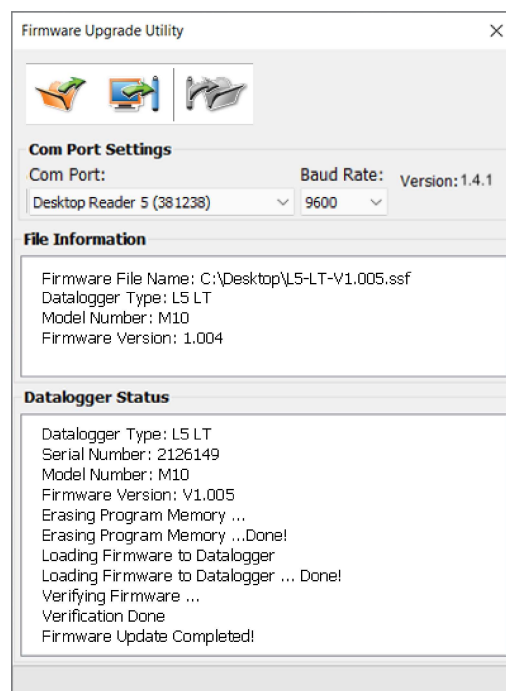 Firmware Upgrade Utility
Com Port Settings
Com Port:
Baud Rate:
Version: 1.4.1
Desktop Reader 5 (381238)
9600
File Information
Firmware File Name: C:\Desktop\L5-LT-V1.005.ssf
Datalogger Type: L5 LT
Model Number: M10
Firmware Version: 1.004
Datalogger Status
Datalogger Type: L5 LT
Serial Number: 2126149
Model Number: M10
Firmware Version: V1.005
Erasing Program Memory ...
Erasing Program Memory ...Done!
Loading Firmware to Datalogger
Loading Firmware to Datalogger ... Done!
Verifying Firmware ...
Verification Done
Firmware Update Completed!